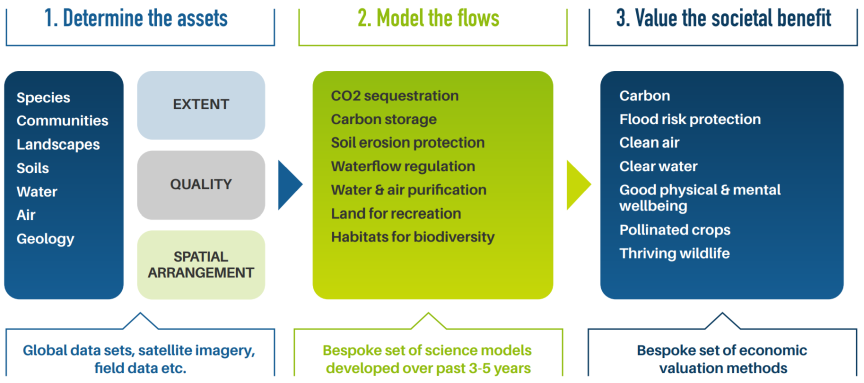 1. Determine the assets
Species
Communities
Landscapes
Soils
Water
Air
Geology
EXTENT
QUALITY
SPATIAL
ARRANGEMENT
Global data sets, satellite imagery,
field data etc.
2. Model the flows
CO2 sequestration
Carbon storage
Soil erosion protection
Waterflow regulation
Water & air purification
Land for recreation
Habitats for biodiversity
Bespoke set of science models
developed over past 3-5 years
3. Value the societal benefit
Carbon
Flood risk protection
Clean air
Clear water
Good physical & mental
wellbeing
Pollinated crops
Thriving wildlife
Bespoke set of economic
valuation methods